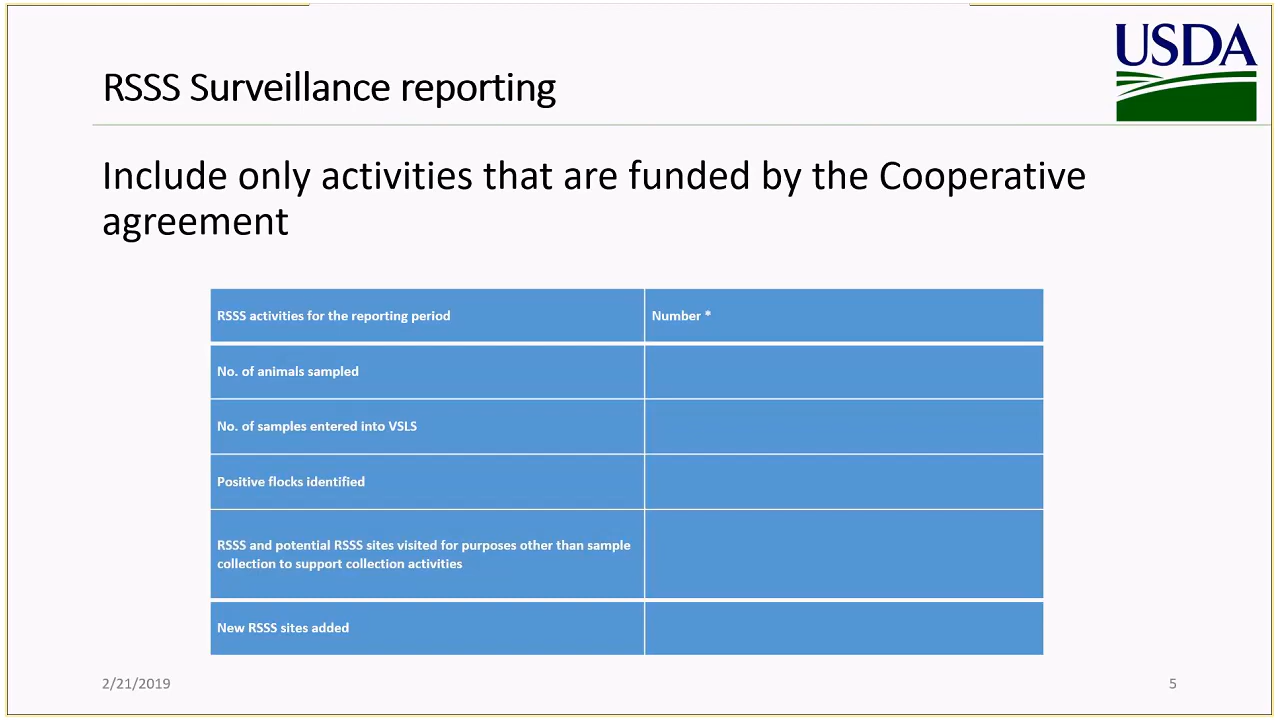 USDA
RSSS Surveillance reporting
Include only activities that are funded by the Cooperative
agreement
RSSS activities for the reporting period
Number *
No. of animals sampled
No. of samples entered into VSLS
Positive flocks identified
RSSS and potential RSSS sites visited for purposes other than sample
collection to support collection activities
New RSSS sites added
2/21/2019
5